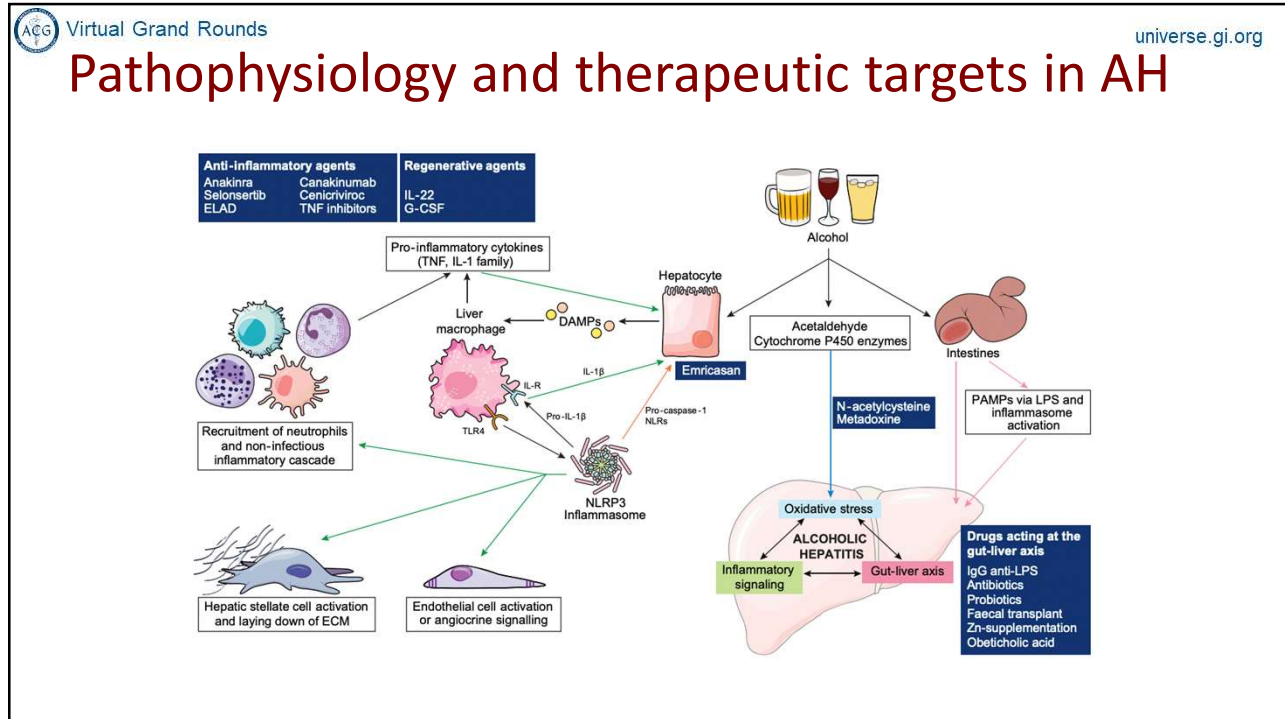 ACG
Virtual Grand Rounds
universe.gi.org
Pathophysiology and therapeutic targets in AH
Anti-inflammatory agents
Anakinra Canakinumab
Selonsertib Cenicriviroc
ELAD TNF inhibitors
Regenerative agents
IL-22
G-CSF
Pro-inflammatory cytokines
(TNF, IL-1 family)
Alcohol
Hepatocyte
Liver
macrophage
DAMPs
Acetaldehyde
Cytochrome P450 enzymes
Intestines
IL-R
IL-1β
Emricasan
Pro-IL-1β
Pro-caspase-1
NLRs
TLR4
N-acetylcysteine
Metadoxine
PAMPs via LPS and
inflammasome
activation
Recruitment of neutrophils
and non-infectious
inflammatory cascade
NLRP3
Inflammasome
Oxidative stress
ALCOHOLIC
HEPATITIS
Inflammatory
signaling
Gut-liver axis
Drugs acting at the
gut-liver axis
IgG anti-LPS
Antibiotics
Probiotics
Faecal transplant
Zn-supplementation
Obeticholic acid
Hepatic stellate cell activation
and laying down of ECM
Endothelial cell activation
or angiocrine signalling